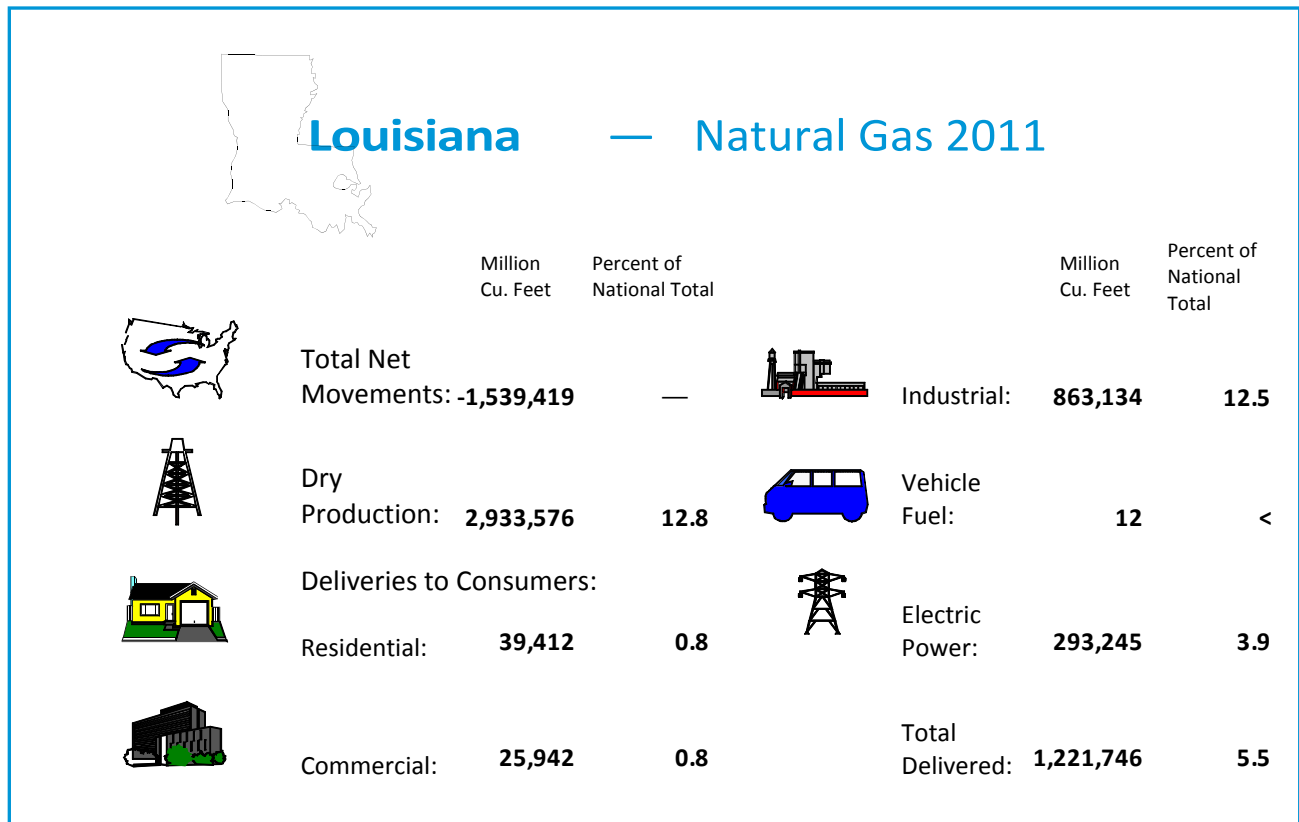 Louisiana — Natural Gas 2011
Million
Cu. Feet
Percent of
National Total
Million
Cu. Feet
Percent of
National
Total
Total Net
Movements: -1,539,419 —
Industrial: 863,134 12.5
Dry
Production: 2,933,576 12.8
Vehicle
Fuel: 12 <
Deliveries to Consumers:
Residential: 39,412 0.8
Electric
Power: 293,245 3.9
Commercial: 25,942 0.8
Total
Delivered: 1,221,746 5.5